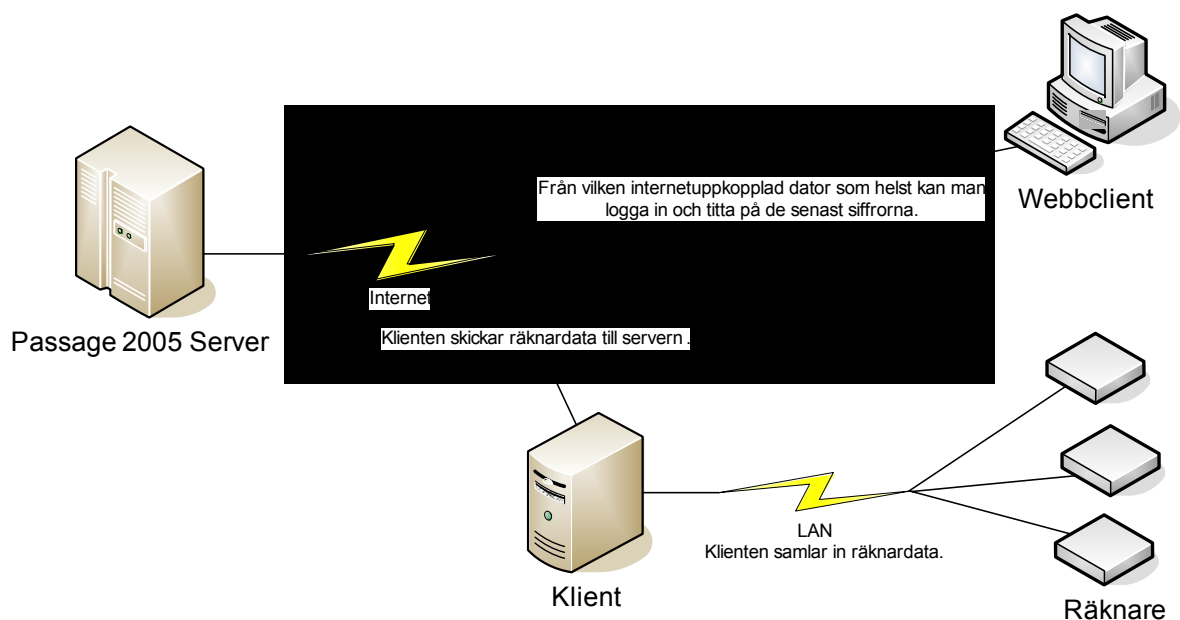 Från vilken internetuppkopplad dator som helst kan man
logga in och titta på de senast siffrorna.
Webbclient
Internet
Passage 2005 Server
Klienten skickar räknardata till servern .
LAN
Klienten samlar in räknardata.
Klient
Räknare